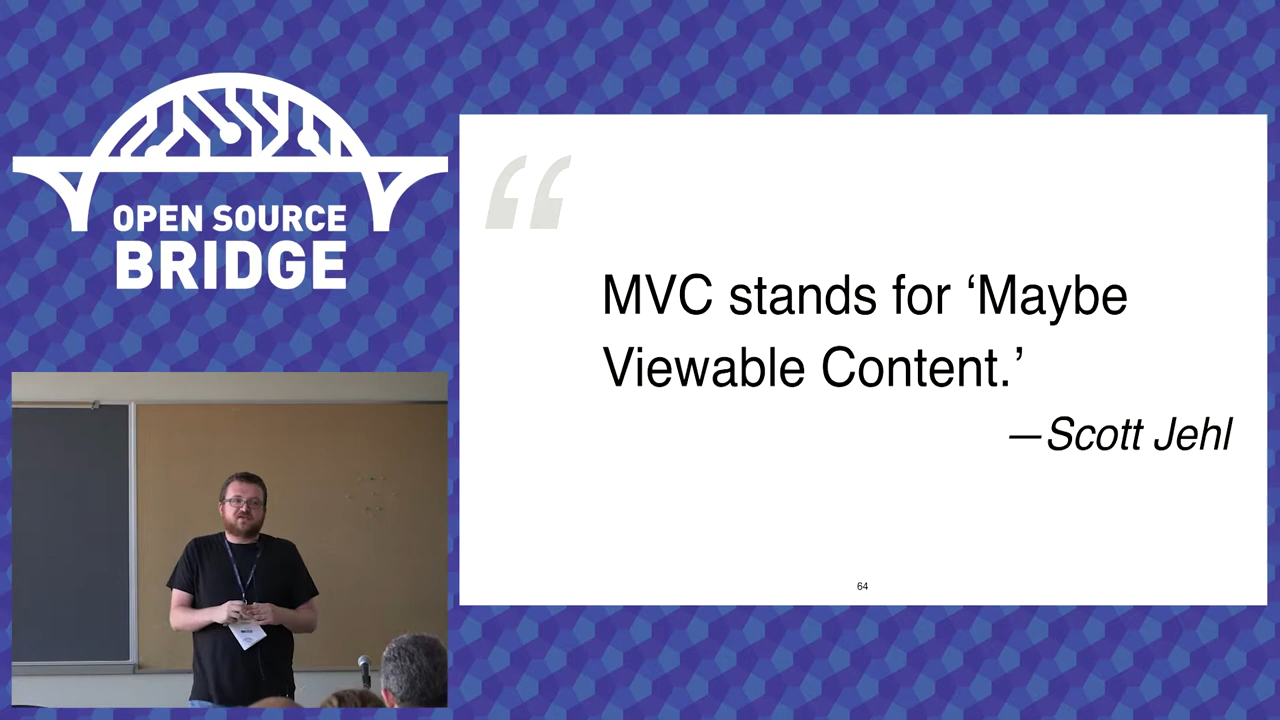 OPEN SOURCE
BRIDGE
“
MVC stands for ‘Maybe
Viewable Content.’
—Scott Jehl
64